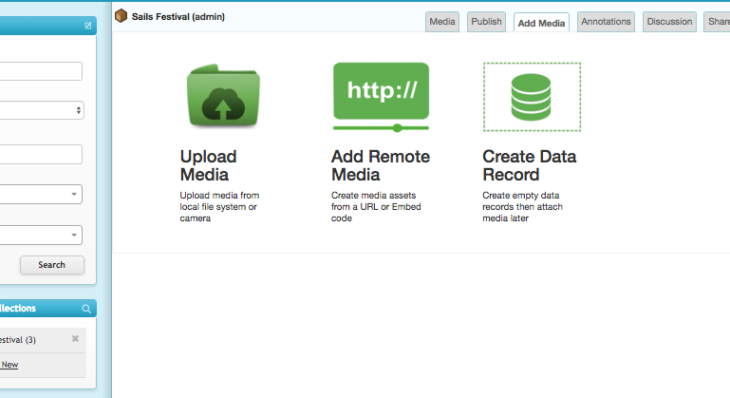 Sails Festival (admin)
Media
Publish
Add Media
Annotations
Discussion
Share
http://
Upload
Media
Upload media from
local file system or
camera
Add Remote
Media
Create media assets
from a URL or Embed
code
Create Data
Record
Create empty data
records then attach
media later
Search
llections
estival (3)
New